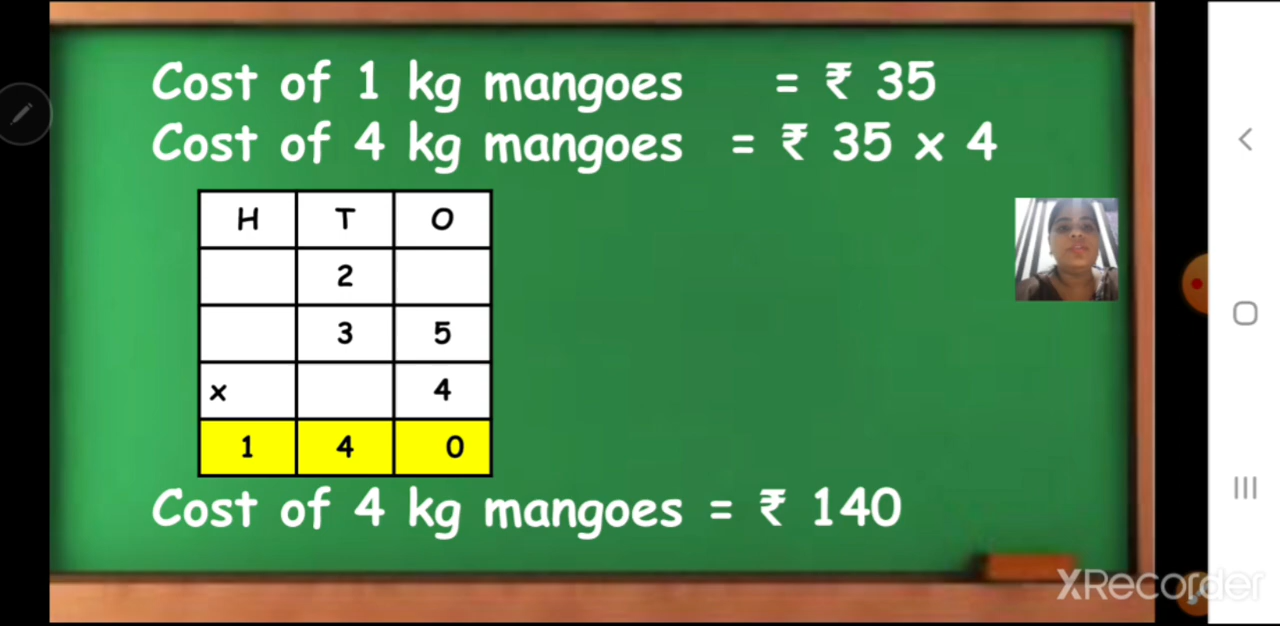 Cost of 1 kg mangoes = ₹ 35
Cost of 4 kg mangoes = ₹ 35 x 4
H T O
2
3 5
x 4
1 4 0
Cost of 4 kg mangoes = ₹ 140
XRecorder